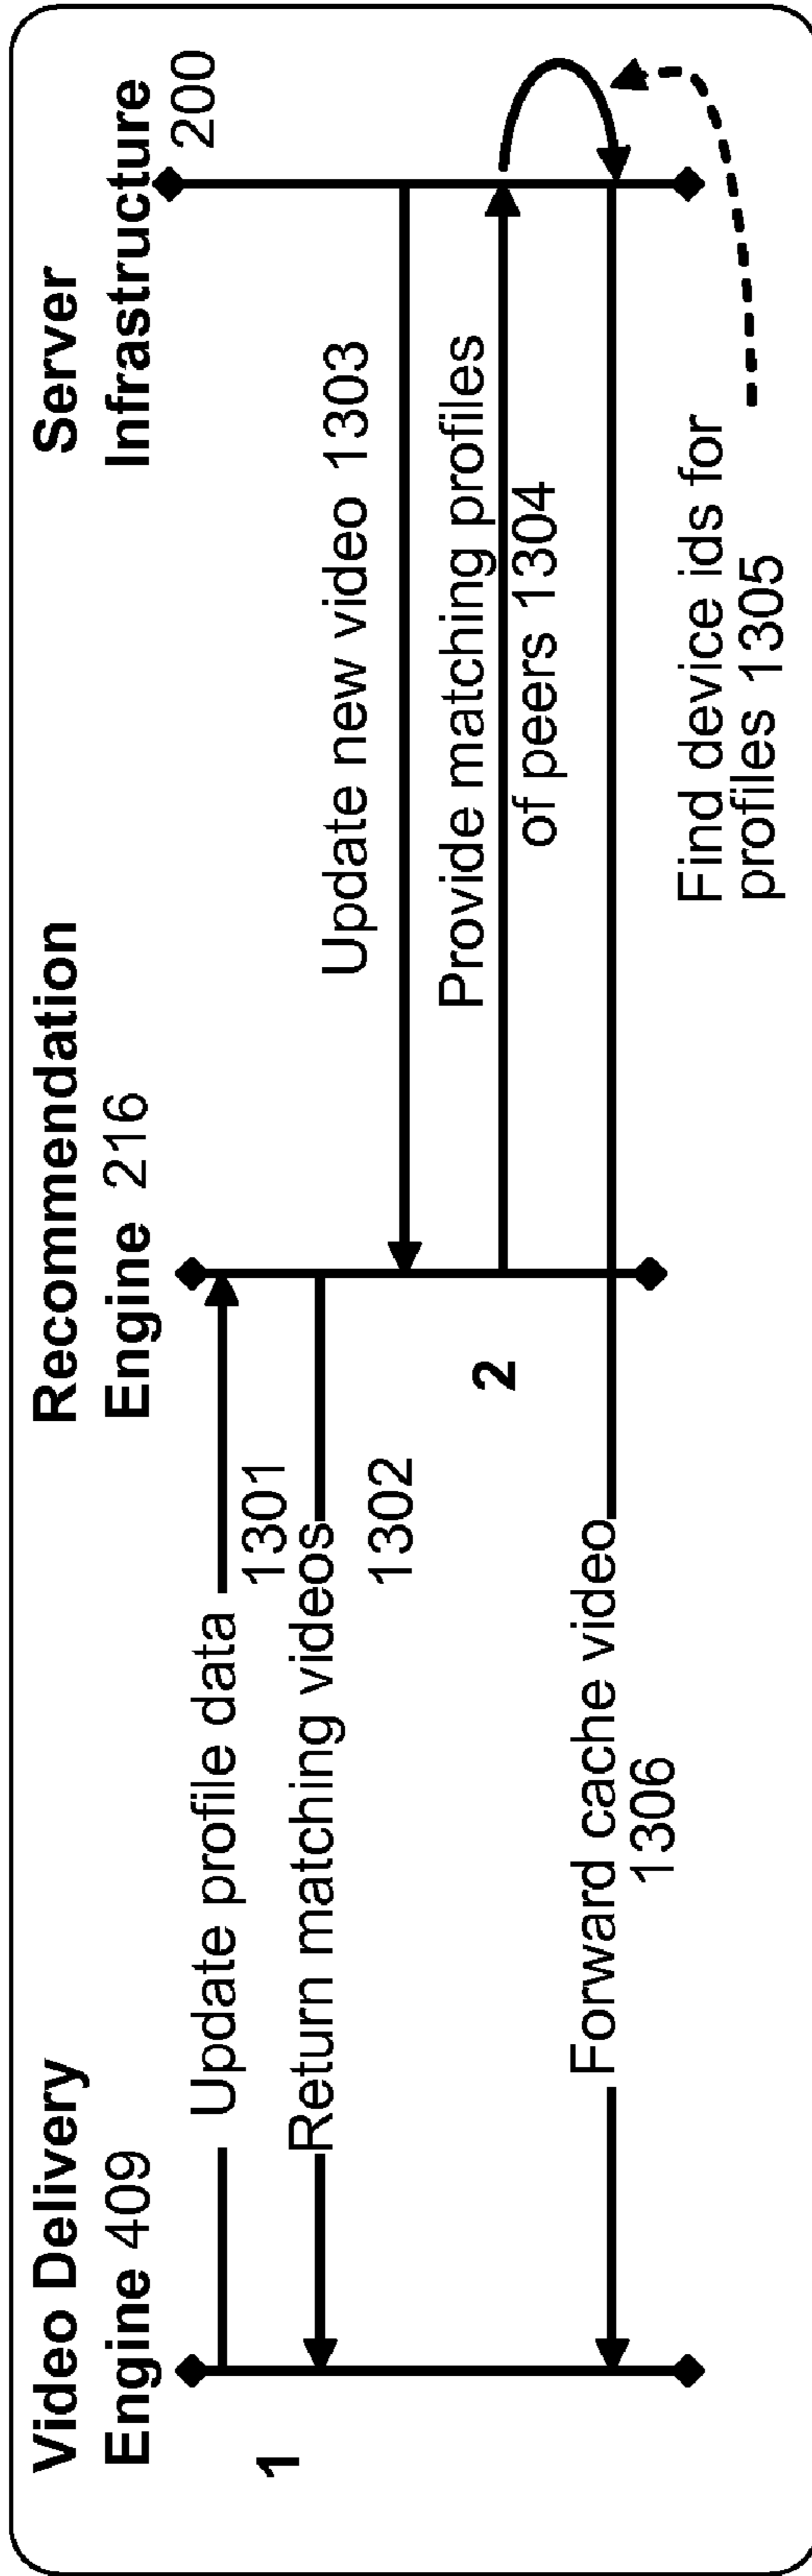 Video Delivery
Engine 409
Recommendation
Engine 216
Server
Infrastructure
200
1
Update profile data
1301
Return matching videos
1302
Update new video 1303
2
Provide matching profiles
of peers 1304
Forward cache video
1306
Find device ids for
profiles 1305